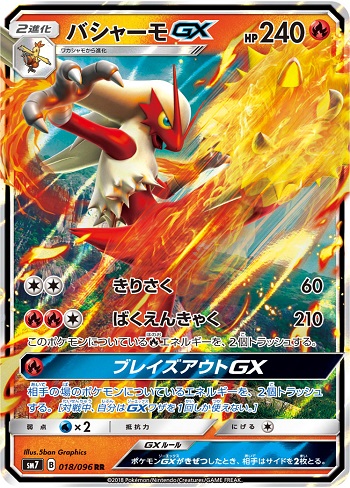 2進化
バシャーモGX
HP 240
ワカシャモから進化
きりさく 60
ばくえんきゃく 210
このポケモンについている エネルギーを、2個トラッシュする。
ブレイズアウトGX
相手の場のポケモンについているエネルギーを、2個トラッシュする。[対戦中、自分はGXワザを1回しか使えない。]
弱点 ×2 抵抗力 にげる
Illus. 5ban Graphics
GXルール
sm7 B 018/096 RR
ポケモンGXがきぜつしたとき、相手はサイドを2枚とる。
©2018 Pokémon/Nintendo/Creatures/GAME FREAK.